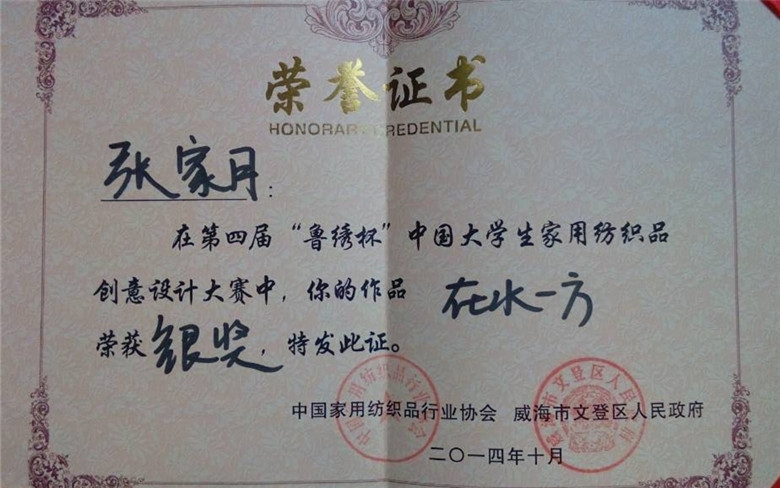 荣誉证书
HONORARY CREDENTIAL
张家月:
在第四届“鲁绣杯”中国大学生家用纺织品
创意设计大赛中,你的作品 在水一方
荣获银奖,特发此证。
中国家用纺织品行业协会 威海市文登区人民政府
二〇一四年十月